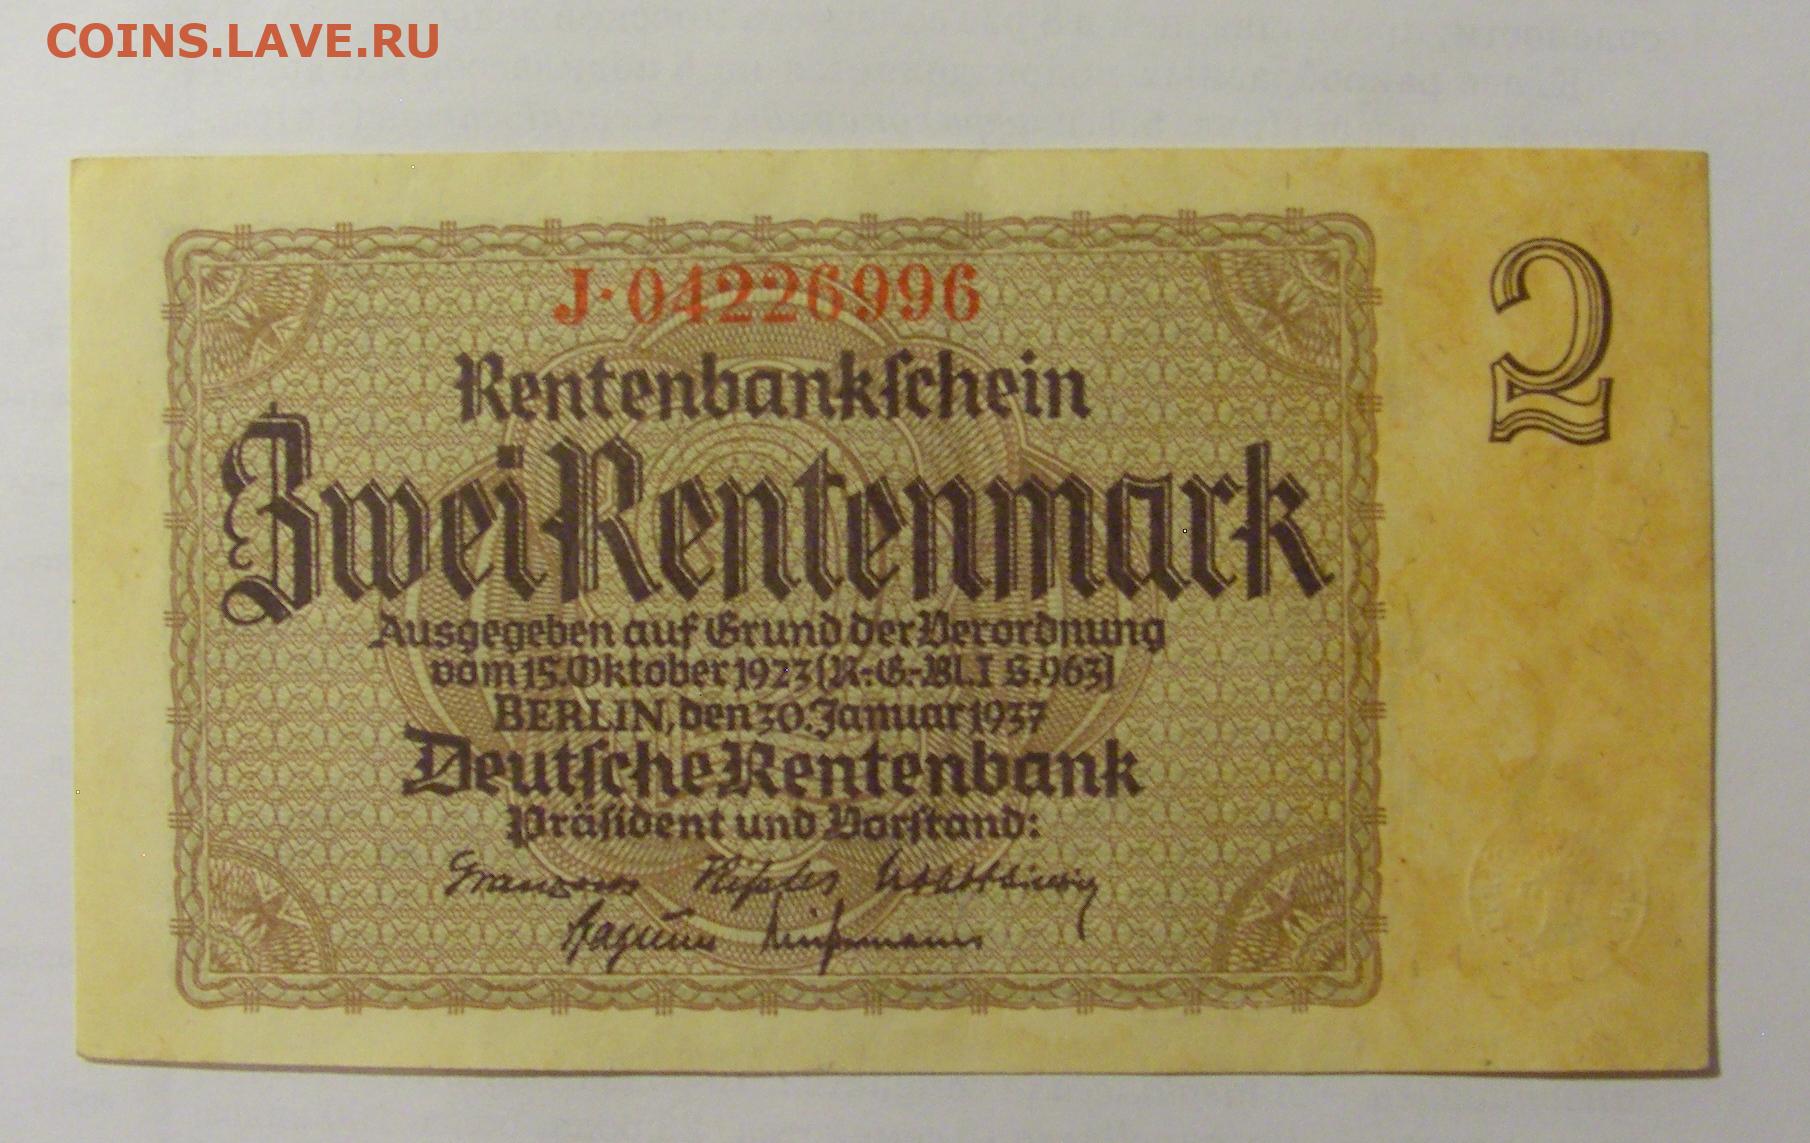 COINS.LAVE.RU
J·04226996
2
Rentenbankſchein
Zwei Rentenmark
Ausgegeben auf Grund der Verordnung
vom 15. Oktober 1923 (R.-G.-Bl. I S. 963)
BERLIN, den 30. Januar 1937
Deutſche Rentenbank
Präſident und Vorſtand: